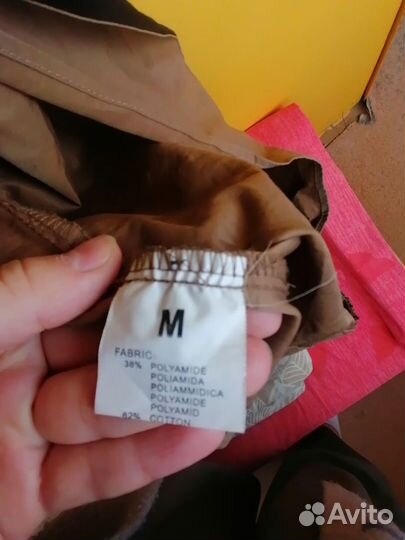 M
FABRIC:
38% POLYAMIDE
POLIAMIDA
POLIAMMIDICA
POLYAMIDE
POLYAMID
62% COTTON
Avito